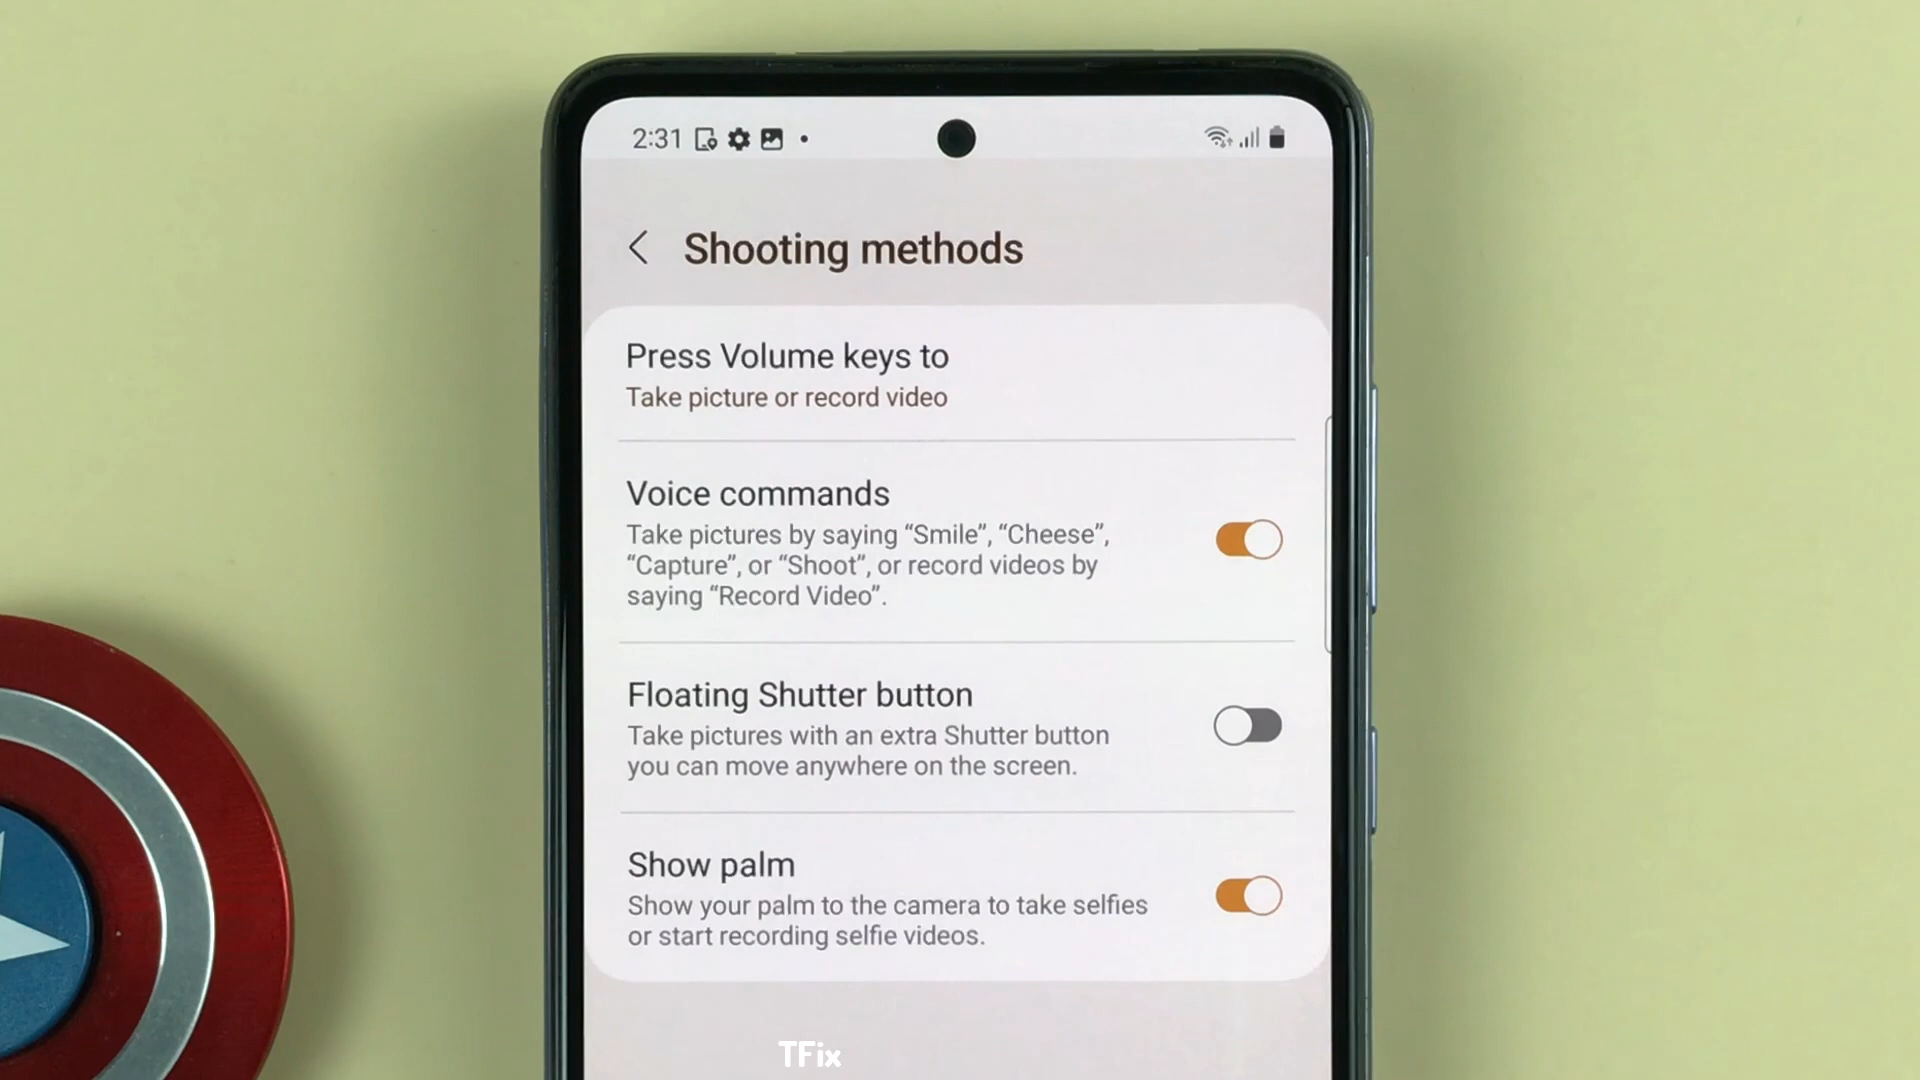 2:31
Shooting methods
Press Volume keys to
Take picture or record video
Voice commands
Take pictures by saying “Smile”, “Cheese”,
“Capture”, or “Shoot”, or record videos by
saying “Record Video”.
Floating Shutter button
Take pictures with an extra Shutter button
you can move anywhere on the screen.
Show palm
Show your palm to the camera to take selfies
or start recording selfie videos.
TFix